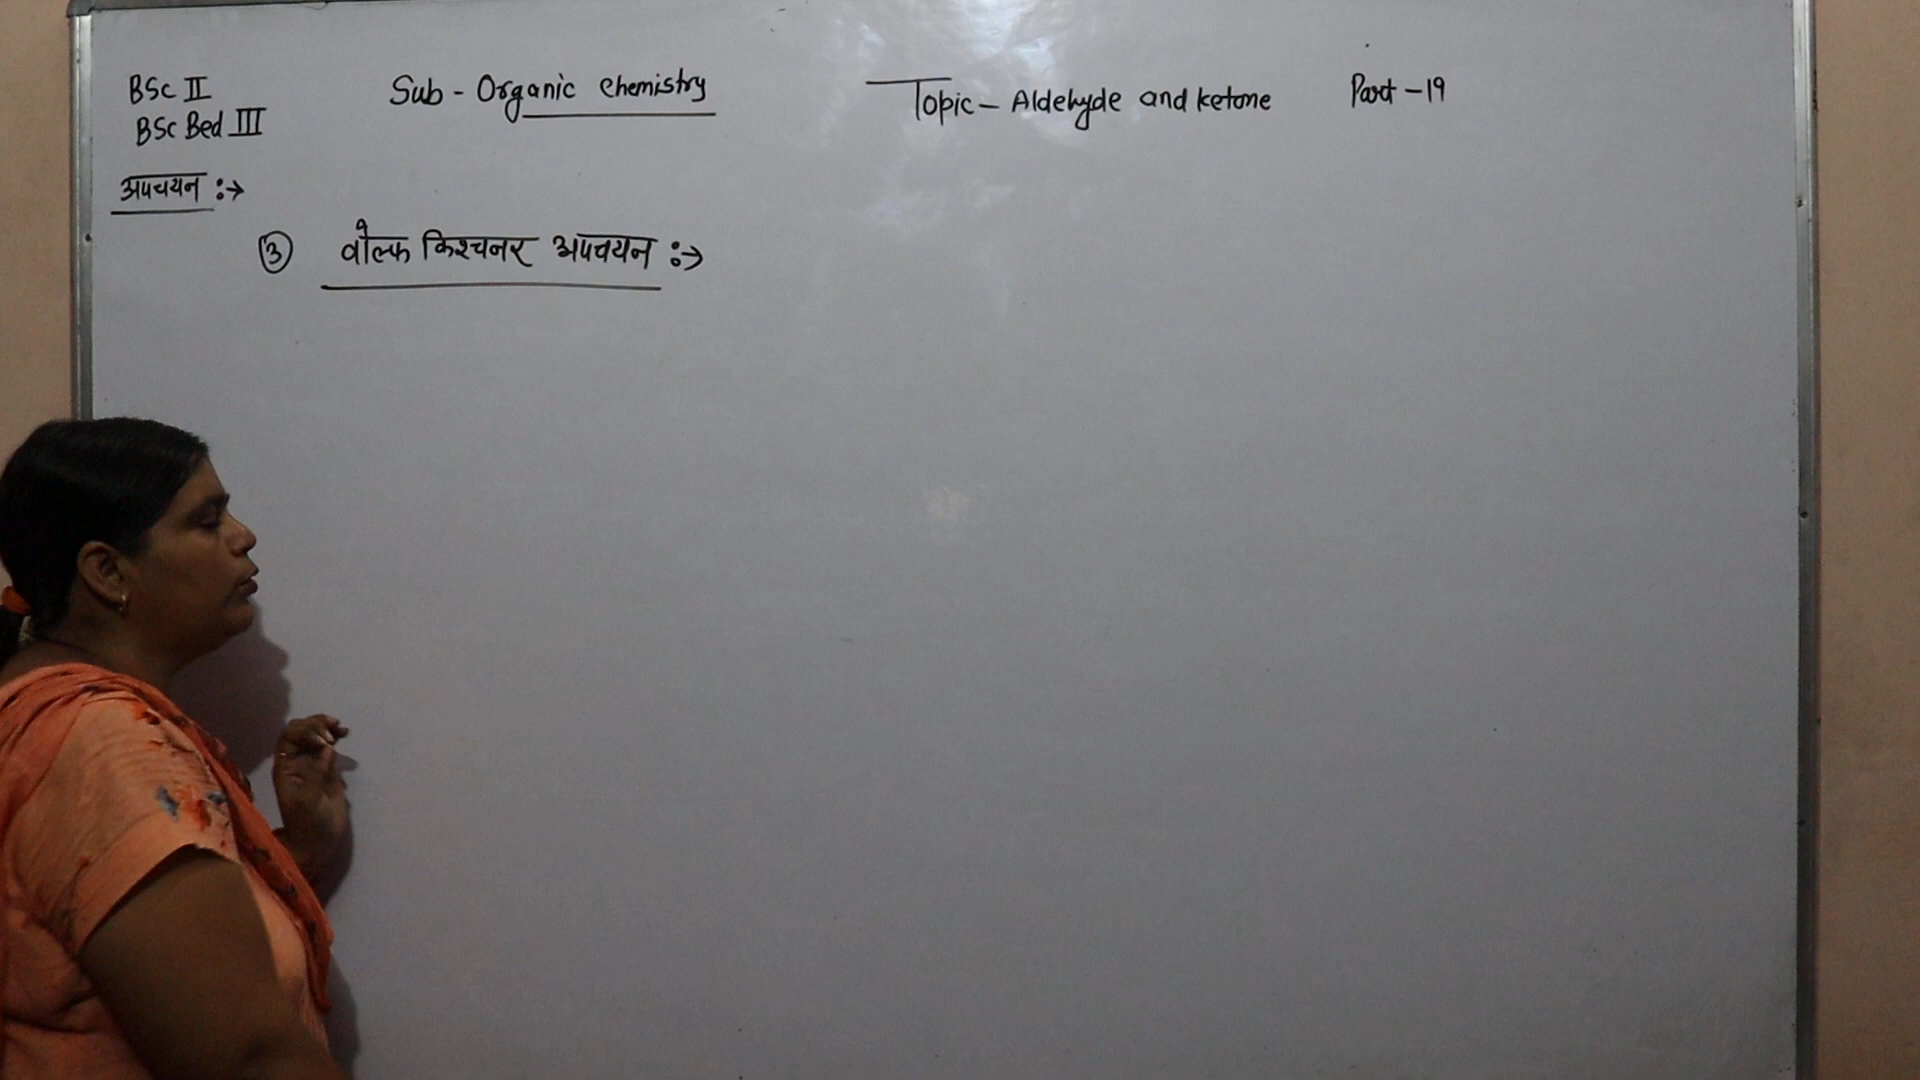 BSc II Sub - Organic chemistry Topic - Aldehyde and ketone Part - 19
BSc Bed III
अपचयन :→
③ वोल्फ किश्चनर अपचयन :→